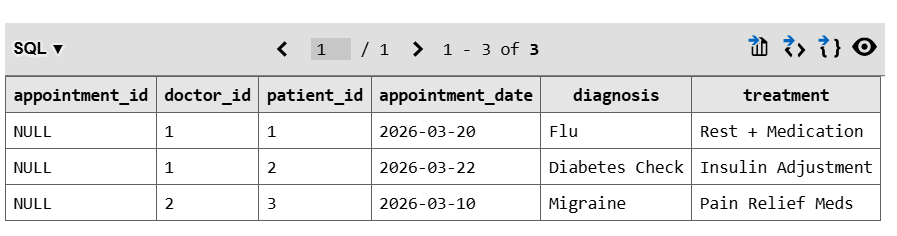 SQL ▼ < 1 / 1 > 1 - 3 of 3
appointment_id doctor_id patient_id appointment_date diagnosis treatment
NULL 1 1 2026-03-20 Flu Rest + Medication
NULL 1 2 2026-03-22 Diabetes Check Insulin Adjustment
NULL 2 3 2026-03-10 Migraine Pain Relief Meds